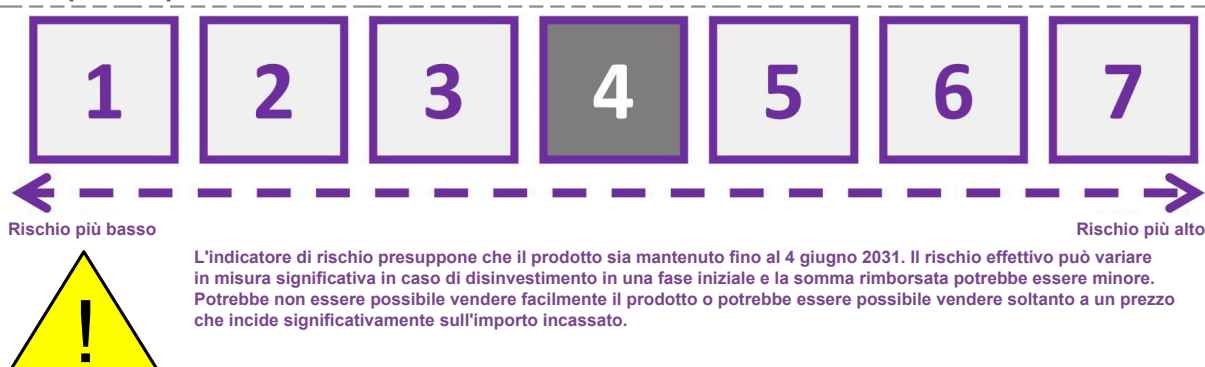 1 2 3 4 5 6 7
Rischio più basso Rischio più alto
L'indicatore di rischio presuppone che il prodotto sia mantenuto fino al 4 giugno 2031. Il rischio effettivo può variare
in misura significativa in caso di disinvestimento in una fase iniziale e la somma rimborsata potrebbe essere minore.
Potrebbe non essere possibile vendere facilmente il prodotto o potrebbe essere possibile vendere soltanto a un prezzo
che incide significativamente sull'importo incassato.
!